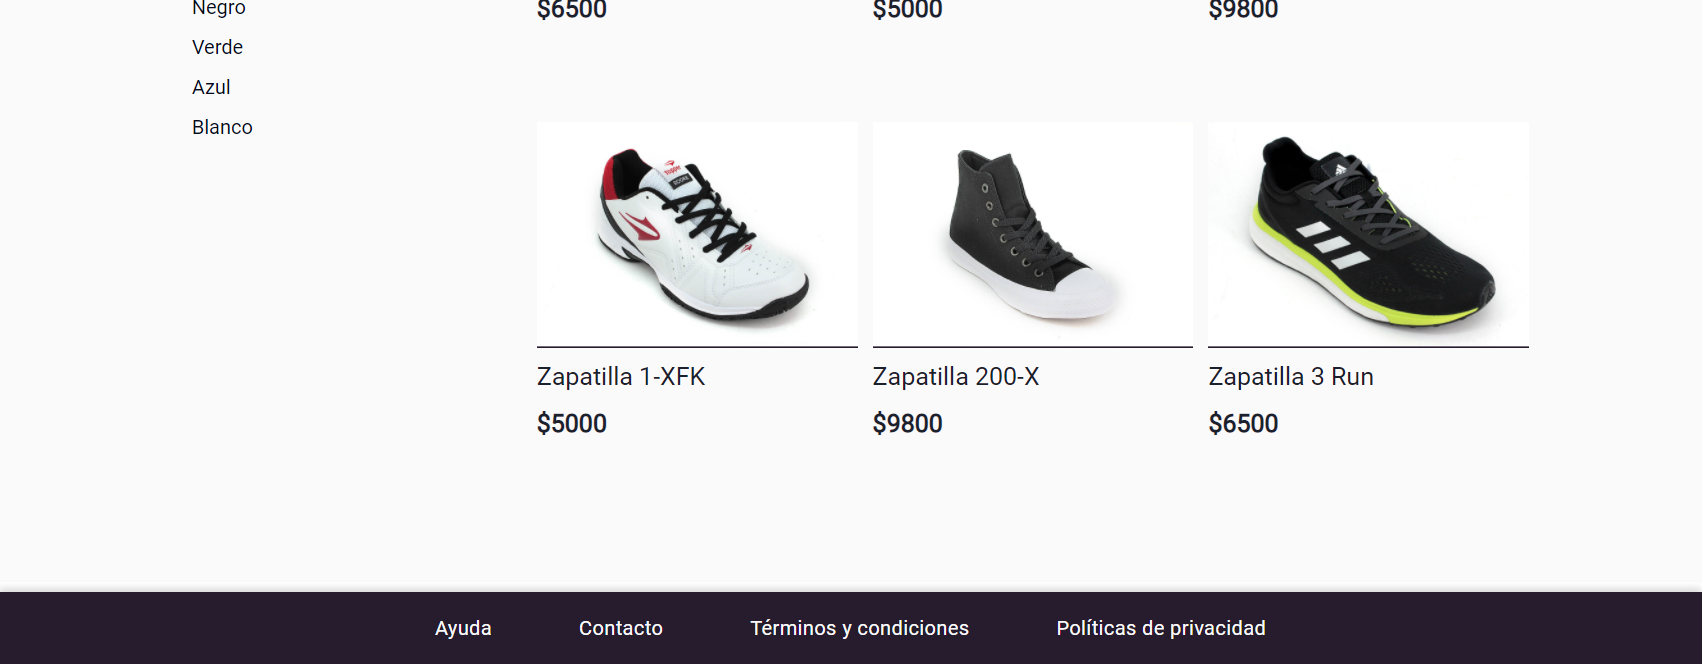 Negro
Verde
Azul
Blanco
$6500 $5000 $9800
Zapatilla 1-XFK Zapatilla 200-X Zapatilla 3 Run
$5000 $9800 $6500
Ayuda Contacto Términos y condiciones Políticas de privacidad